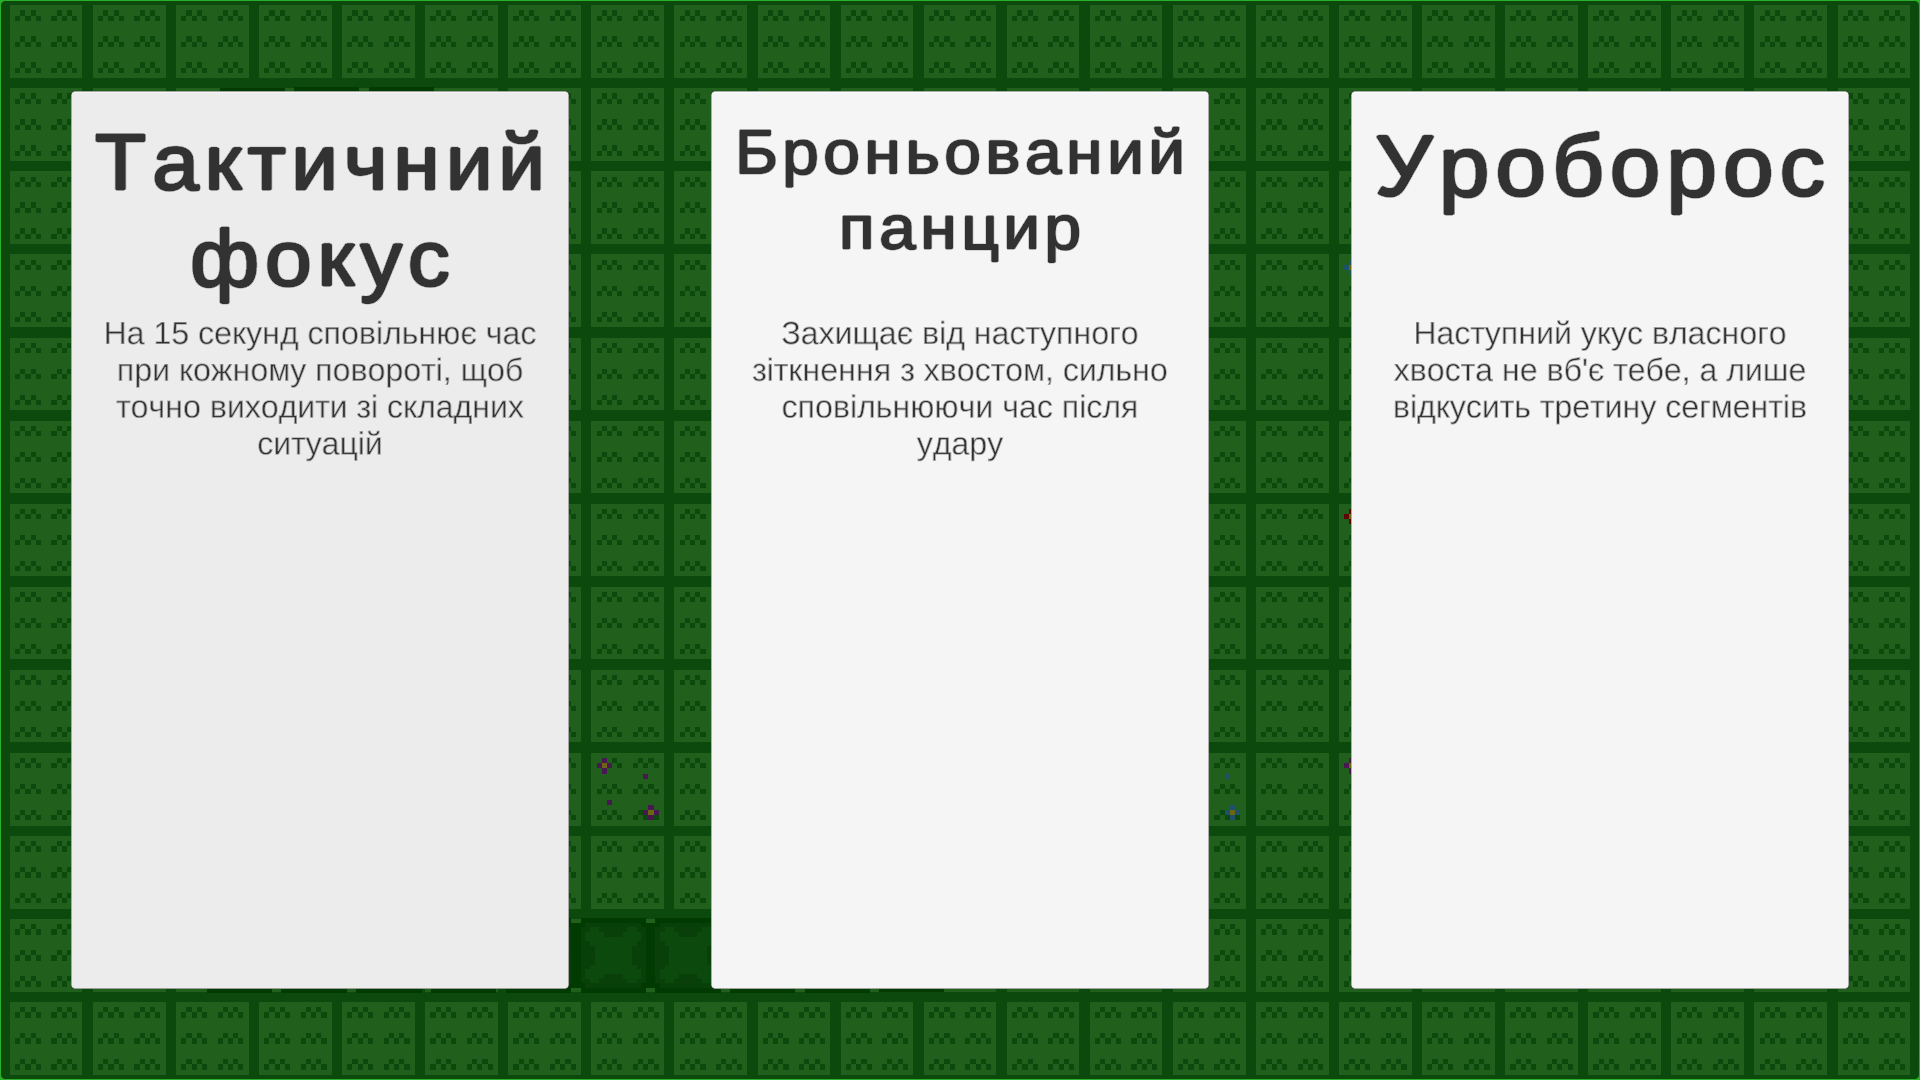 Тактичний
фокус
На 15 секунд сповільнює час
при кожному повороті, щоб
точно виходити зі складних
ситуацій
Броньований
панцир
Захищає від наступного
зіткнення з хвостом, сильно
сповільнюючи час після
удару
Уроборос
Наступний укус власного
хвоста не вб'є тебе, а лише
відкусить третину сегментів